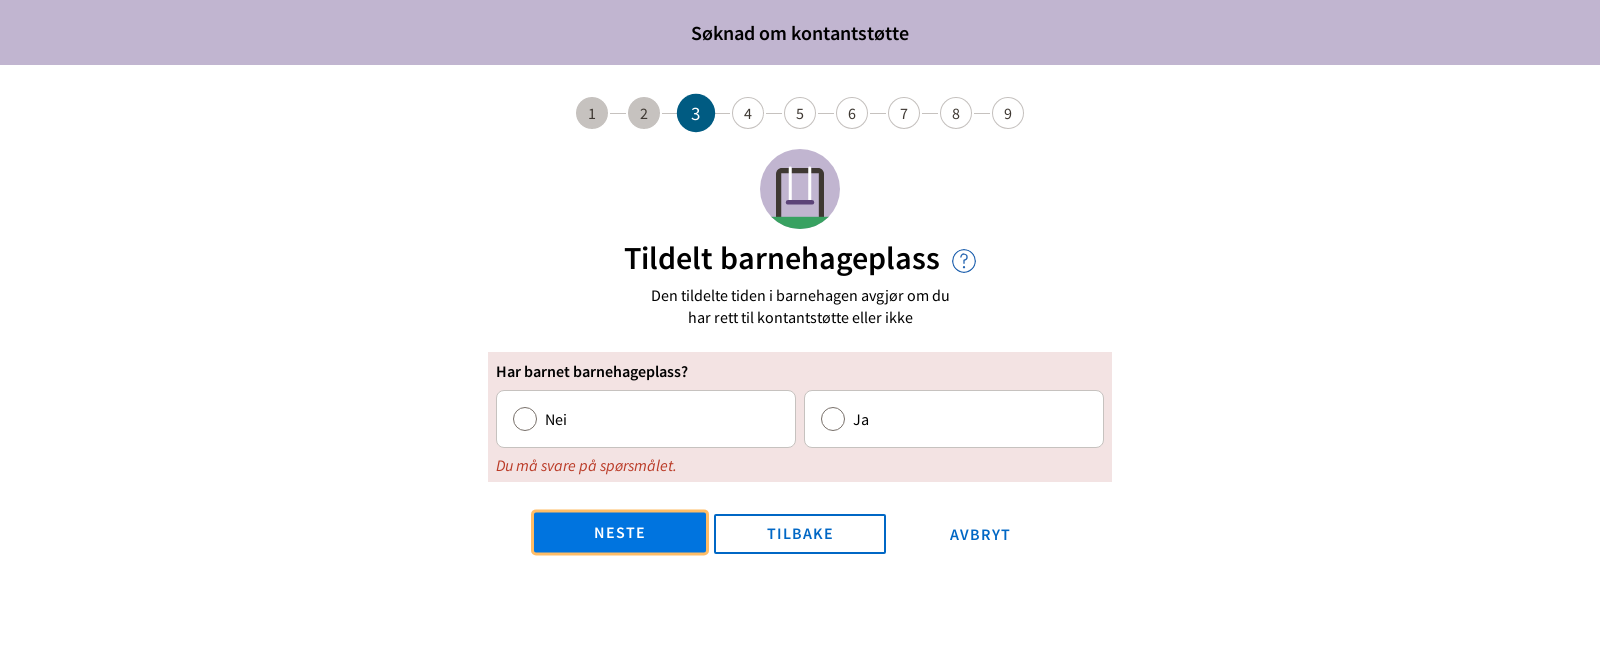 Søknad om kontantstøtte
1 2 3 4 5 6 7 8 9
Tildelt barnehageplass ?
Den tildelte tiden i barnehagen avgjør om du
har rett til kontantstøtte eller ikke
Har barnet barnehageplass?
Nei Ja
Du må svare på spørsmålet.
NESTE TILBAKE AVBRYT